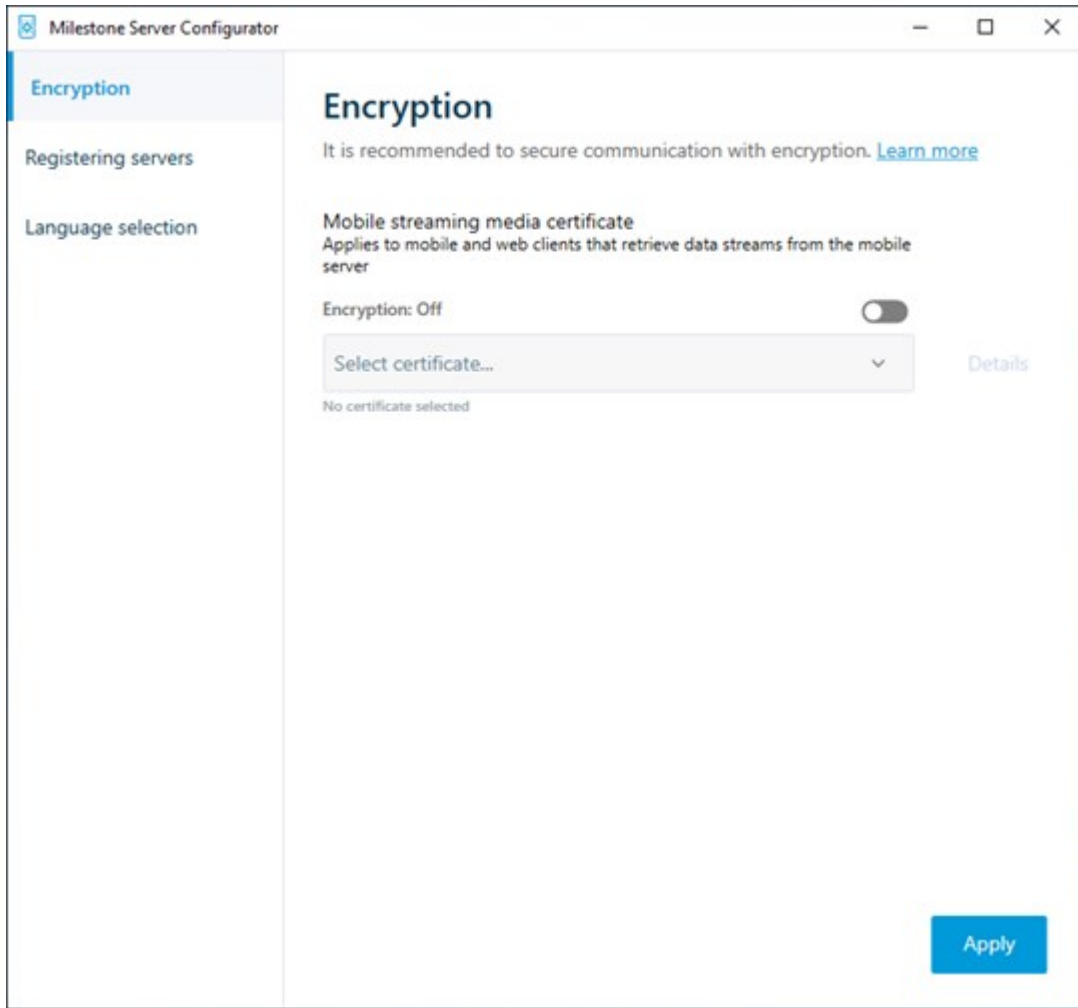 Milestone Server Configurator
Encryption
Registering servers
Language selection
Encryption
It is recommended to secure communication with encryption. Learn more
Mobile streaming media certificate
Applies to mobile and web clients that retrieve data streams from the mobile
server
Encryption: Off
Select certificate...
Details
No certificate selected
Apply